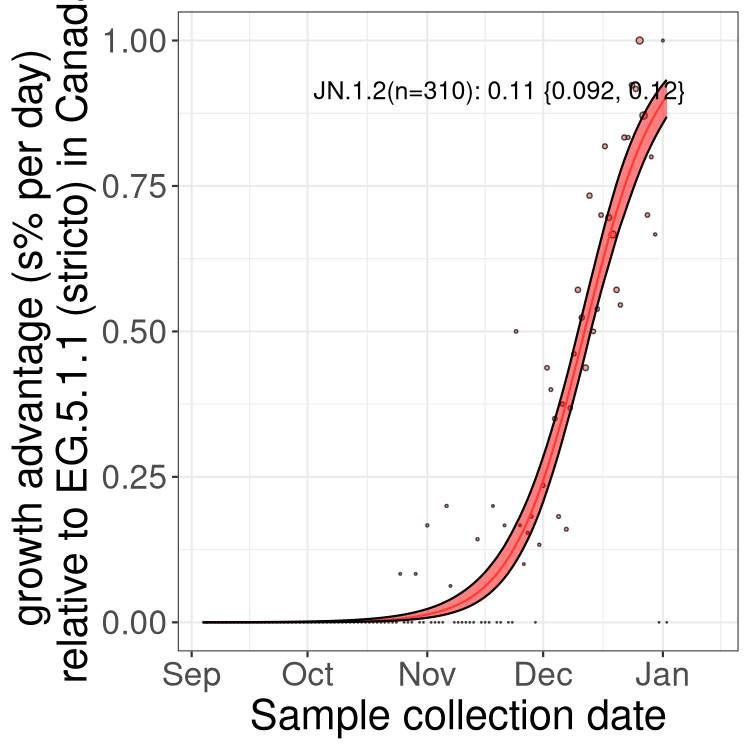 growth advantage (s% per day)
relative to EG.5.1.1 (stricto) in Canada
1.00
0.75
0.50
0.25
0.00
JN.1.2(n=310): 0.11 {0.092, 0.12}
Sep Oct Nov Dec Jan
Sample collection date